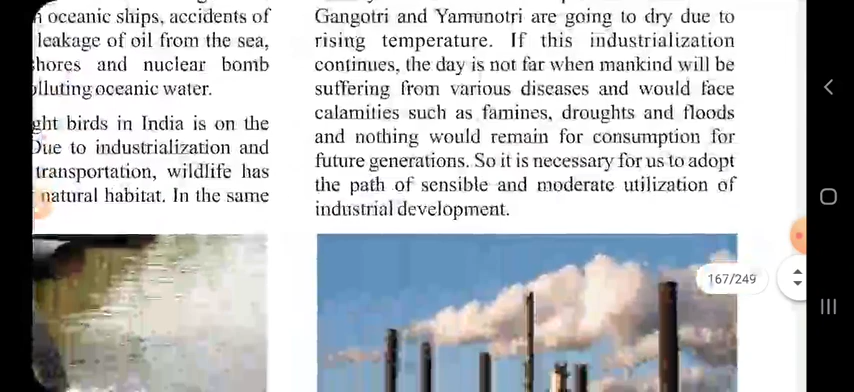 oceanic ships, accidents of
leakage of oil from the sea,
shores and nuclear bomb
polluting oceanic water.
birds in India is on the
Due to industrialization and
transportation, wildlife has
natural habitat. In the same
Gangotri and Yamunotri are going to dry due to
rising temperature. If this industrialization
continues, the day is not far when mankind will be
suffering from various diseases and would face
calamities such as famines, droughts and floods
and nothing would remain for consumption for
future generations. So it is necessary for us to adopt
the path of sensible and moderate utilization of
industrial development.
167/249